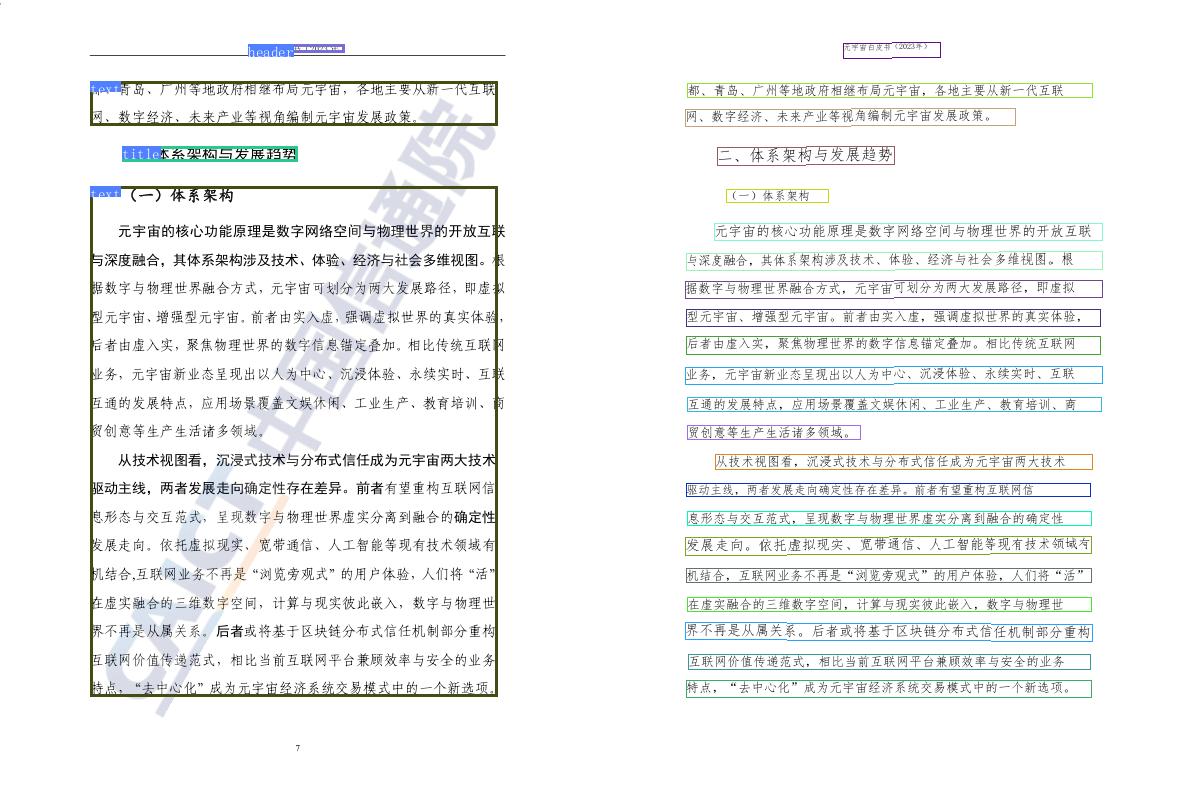 header
text 青岛、广州等地政府相继布局元宇宙，各地主要从新一代互联
网、数字经济、未来产业等视角编制元宇宙发展政策。
title 体系架构与发展趋势
text （一）体系架构
元宇宙的核心功能原理是数字网络空间与物理世界的开放互联
与深度融合，其体系架构涉及技术、体验、经济与社会多维视图。根
据数字与物理世界融合方式，元宇宙可划分为两大发展路径，即虚拟
型元宇宙、增强型元宇宙。前者由实入虚，强调虚拟世界的真实体验，
后者由虚入实，聚焦物理世界的数字信息锚定叠加。相比传统互联网
业务，元宇宙新业态呈现出以人为中心、沉浸体验、永续实时、互联
互通的发展特点，应用场景覆盖文娱休闲、工业生产、教育培训、商
贸创意等生产生活诸多领域。
从技术视图看，沉浸式技术与分布式信任成为元宇宙两大技术
驱动主线，两者发展走向确定性存在差异。前者有望重构互联网信
息形态与交互范式，呈现数字与物理世界虚实分离到融合的确定性
发展走向。依托虚拟现实、宽带通信、人工智能等现有技术领域有
机结合,互联网业务不再是“浏览旁观式”的用户体验，人们将“活”
在虚实融合的三维数字空间，计算与现实彼此嵌入，数字与物理世
界不再是从属关系。后者或将基于区块链分布式信任机制部分重构
互联网价值传递范式，相比当前互联网平台兼顾效率与安全的业务
特点，“去中心化”成为元宇宙经济系统交易模式中的一个新选项。
CAICT 中国信通院
7
元宇宙白皮书（2023年）
都、青岛、广州等地政府相继布局元宇宙，各地主要从新一代互联
网、数字经济、未来产业等视角编制元宇宙发展政策。
二、体系架构与发展趋势
（一）体系架构
元宇宙的核心功能原理是数字网络空间与物理世界的开放互联
与深度融合，其体系架构涉及技术、体验、经济与社会多维视图。根
据数字与物理世界融合方式，元宇宙可划分为两大发展路径，即虚拟
型元宇宙、增强型元宇宙。前者由实入虚，强调虚拟世界的真实体验，
后者由虚入实，聚焦物理世界的数字信息锚定叠加。相比传统互联网
业务，元宇宙新业态呈现出以人为中心、沉浸体验、永续实时、互联
互通的发展特点，应用场景覆盖文娱休闲、工业生产、教育培训、商
贸创意等生产生活诸多领域。
从技术视图看，沉浸式技术与分布式信任成为元宇宙两大技术
驱动主线，两者发展走向确定性存在差异。前者有望重构互联网信
息形态与交互范式，呈现数字与物理世界虚实分离到融合的确定性
发展走向。依托虚拟现实、宽带通信、人工智能等现有技术领域有
机结合，互联网业务不再是“浏览旁观式”的用户体验，人们将“活”
在虚实融合的三维数字空间，计算与现实彼此嵌入，数字与物理世
界不再是从属关系。后者或将基于区块链分布式信任机制部分重构
互联网价值传递范式，相比当前互联网平台兼顾效率与安全的业务
特点，“去中心化”成为元宇宙经济系统交易模式中的一个新选项。